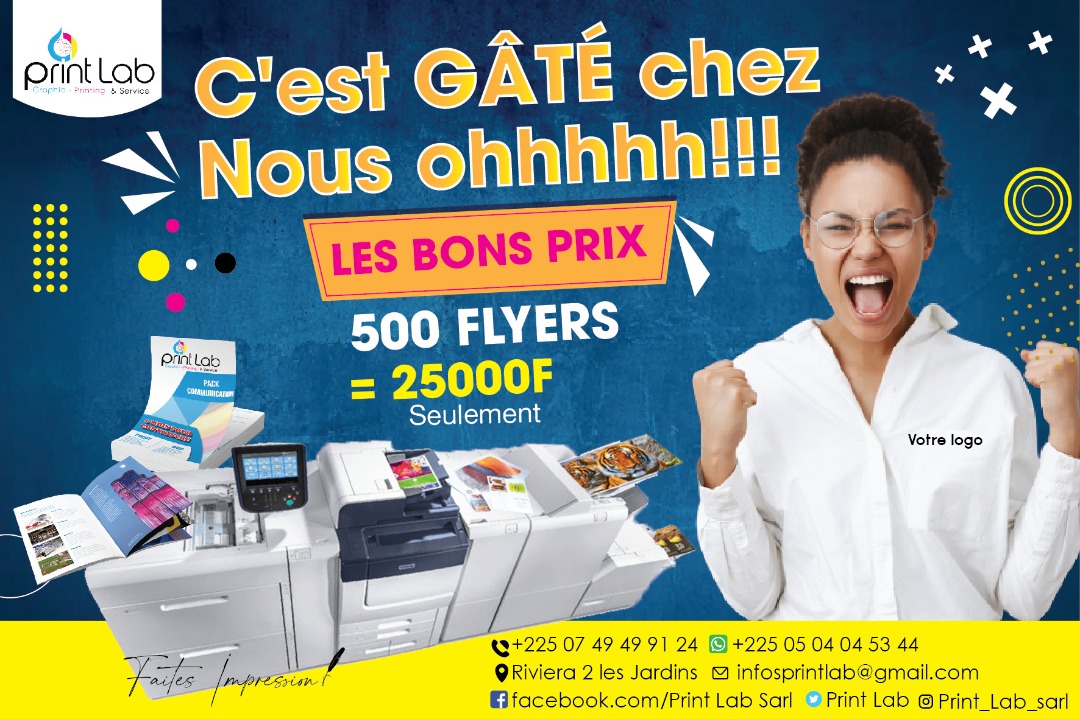 Print Lab
Graphic - Printing & Service
C'est GÂTÉ chez
Nous ohhhhh!!!
LES BONS PRIX
500 FLYERS
= 25000F
Seulement
Print Lab
PACK
COMMUNICATION
Votre logo
Faites Impression!
+225 07 49 49 91 24 +225 05 04 04 53 44
Riviera 2 les Jardins infosprintlab@gmail.com
facebook.com/Print Lab Sarl Print Lab Print_Lab_sarl